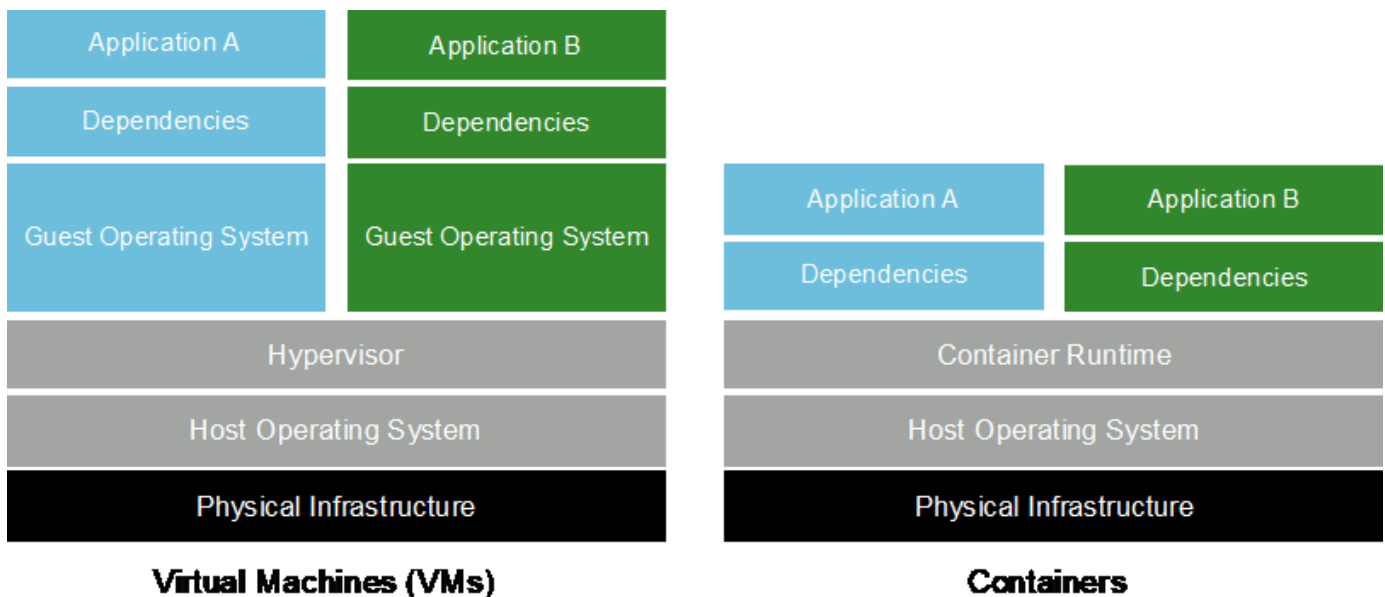 Application A
Application B
Dependencies
Dependencies
Guest Operating System
Guest Operating System
Hypervisor
Host Operating System
Physical Infrastructure
Virtual Machines (VMs)
Application A
Application B
Dependencies
Dependencies
Container Runtime
Host Operating System
Physical Infrastructure
Containers